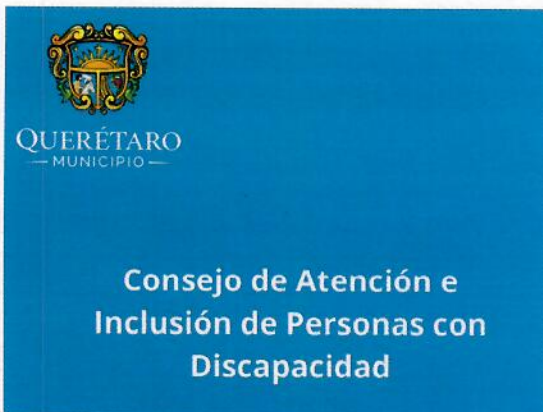 QUERÉTARO
MUNICIPIO
Consejo de Atención e
Inclusión de Personas con
Discapacidad